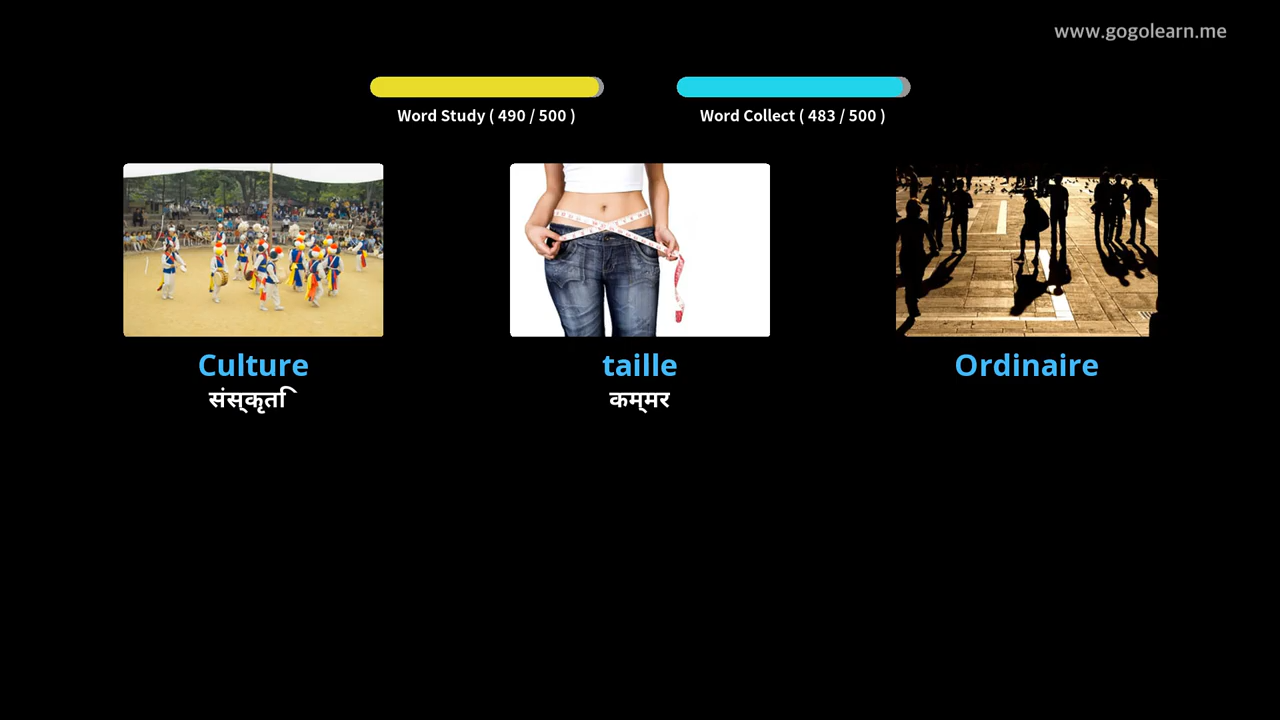 www.gogolearn.me
Word Study ( 490 / 500 )
Word Collect ( 483 / 500 )
Culture
taille
Ordinaire
संस्कृति
कम्मर